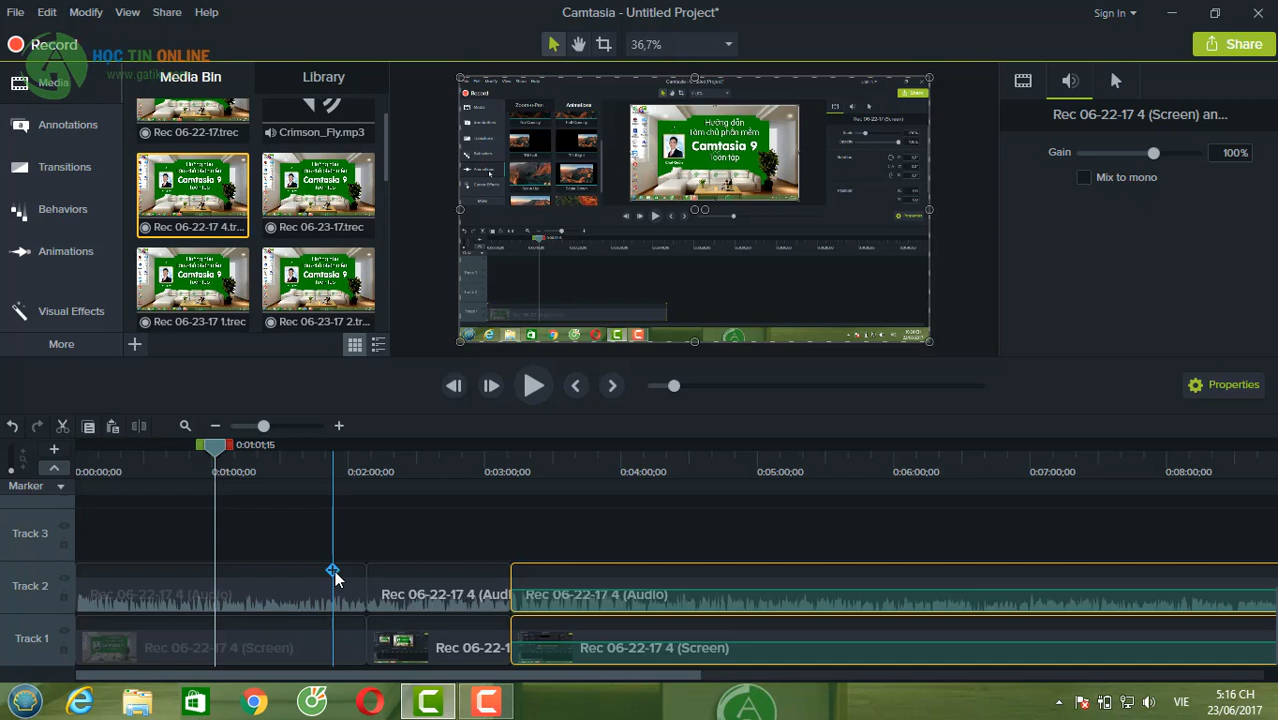 File Edit Modify View Share Help
Camtasia - Untitled Project*
Sign In
Record
HỌC TIN ONLINE
36,7%
Share
Media
Media Bin
Library
Rec 06-22-17.trec
Crimson_Fly.mp3
Annotations
Transitions
Behaviors
Animations
Visual Effects
More
Rec 06-22-17 4.tr...
Rec 06-23-17.trec
Rec 06-23-17 1.trec
Rec 06-23-17 2.tr...
Hướng dẫn
làm chủ phần mềm
Camtasia 9
toàn tập
Rec 06-22-17 4 (Screen) an...
Gain
100%
Mix to mono
Properties
0:01:01;15
0:00:00;00
0:01:00;00
0:02:00;00
0:03:00;00
0:04:00;00
0:05:00;00
0:06:00;00
0:07:00;00
0:08:00;00
Marker
Track 3
Track 2
Rec 06-22-17 4 (Audio)
Rec 06-22-17 4 (Audi
Rec 06-22-17 4 (Audio)
Track 1
Rec 06-22-17 4 (Screen)
Rec 06-22-17
Rec 06-22-17 4 (Screen)
VIE
5:16 CH
23/06/2017